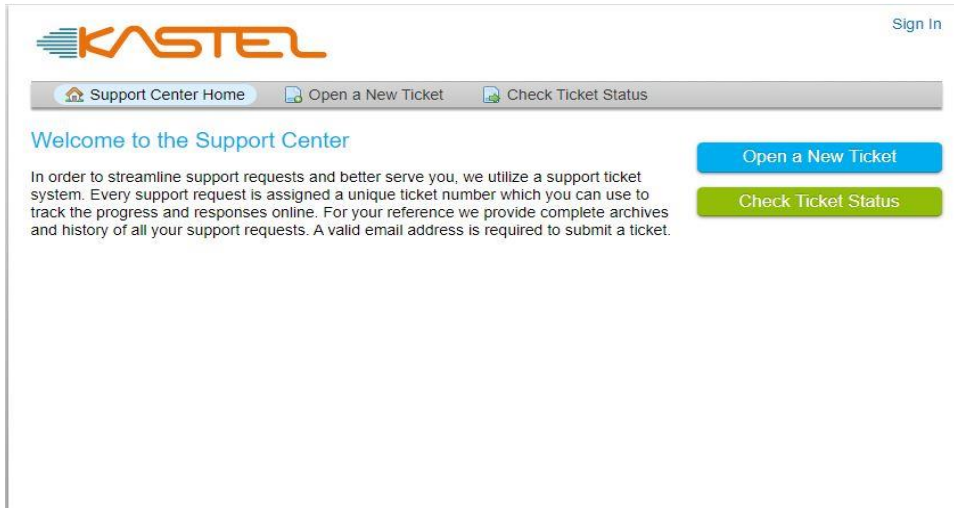 Sign In
KASTEL
Support Center Home Open a New Ticket Check Ticket Status
Welcome to the Support Center
Open a New Ticket
In order to streamline support requests and better serve you, we utilize a support ticket
system. Every support request is assigned a unique ticket number which you can use to
track the progress and responses online. For your reference we provide complete archives
and history of all your support requests. A valid email address is required to submit a ticket.
Check Ticket Status